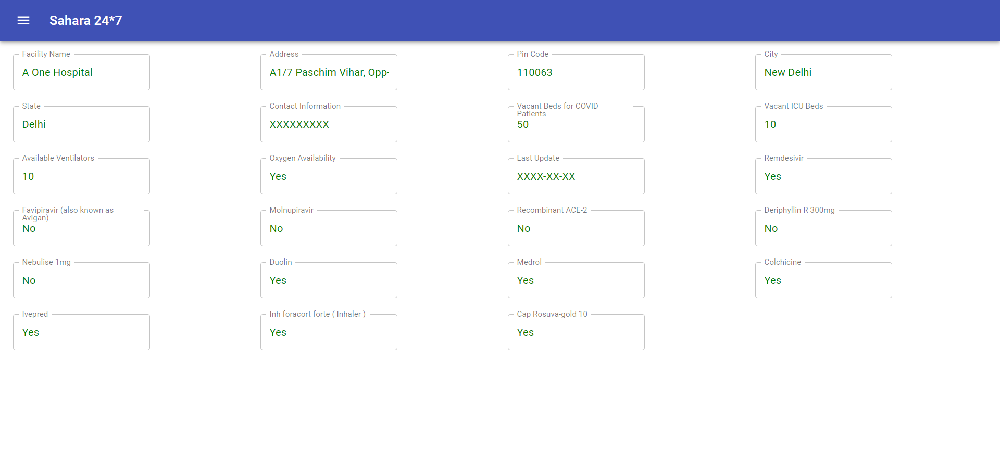 Sahara 24*7
Facility Name
A One Hospital
Address
A1/7 Paschim Vihar, Opp-
Pin Code
110063
City
New Delhi
State
Delhi
Contact Information
XXXXXXXXX
Vacant Beds for COVID
Patients
50
Vacant ICU Beds
10
Available Ventilators
10
Oxygen Availability
Yes
Last Update
XXXX-XX-XX
Remdesivir
Yes
Favipiravir (also known as
Avigan)
No
Molnupiravir
No
Recombinant ACE-2
No
Deriphyllin R 300mg
No
Nebulise 1mg
No
Duolin
Yes
Medrol
Yes
Colchicine
Yes
Ivepred
Yes
Inh foracort forte ( Inhaler )
Yes
Cap Rosuva-gold 10
Yes